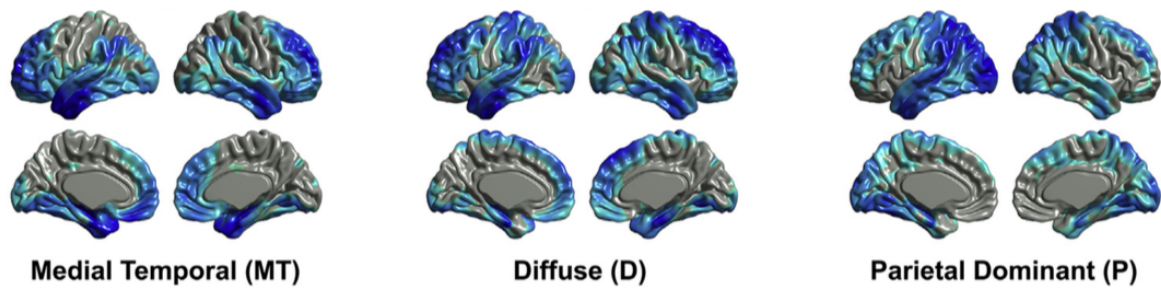 Medial Temporal (MT)
Diffuse (D)
Parietal Dominant (P)